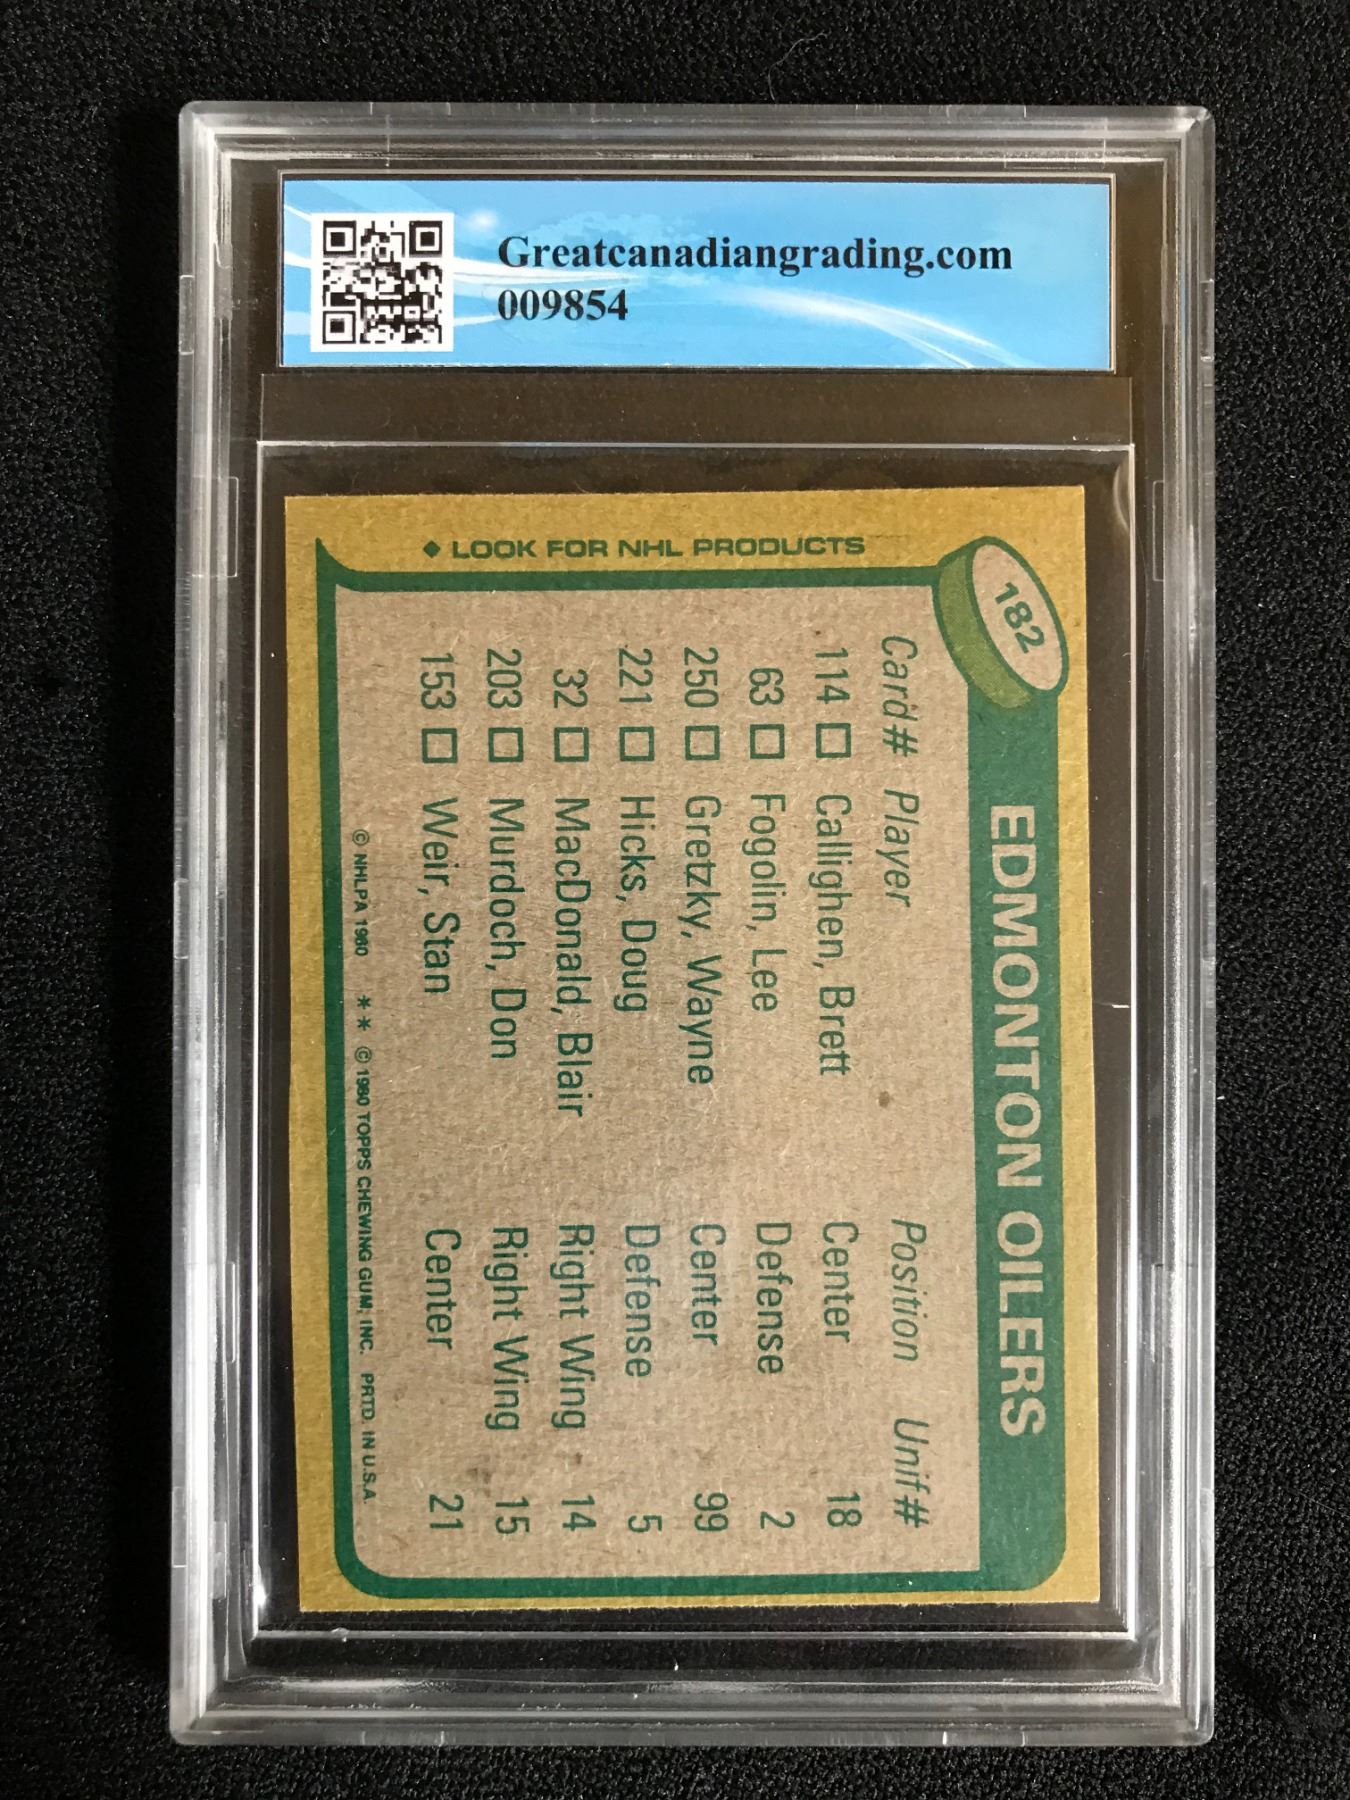 Greatcanadiangrading.com
009854
◆ LOOK FOR NHL PRODUCTS
182
EDMONTON OILERS
Card# Player Position Unif#
114 □ Callighen, Brett Center 18
63 □ Fogolin, Lee Defense 2
250 □ Gretzky, Wayne Center 99
221 □ Hicks, Doug Defense 5
32 □ MacDonald, Blair Right Wing 14
203 □ Murdoch, Don Right Wing 15
153 □ Weir, Stan Center 21
© NHLPA 1980 ** © 1980 TOPPS CHEWING GUM, INC. PRTD. IN U.S.A.